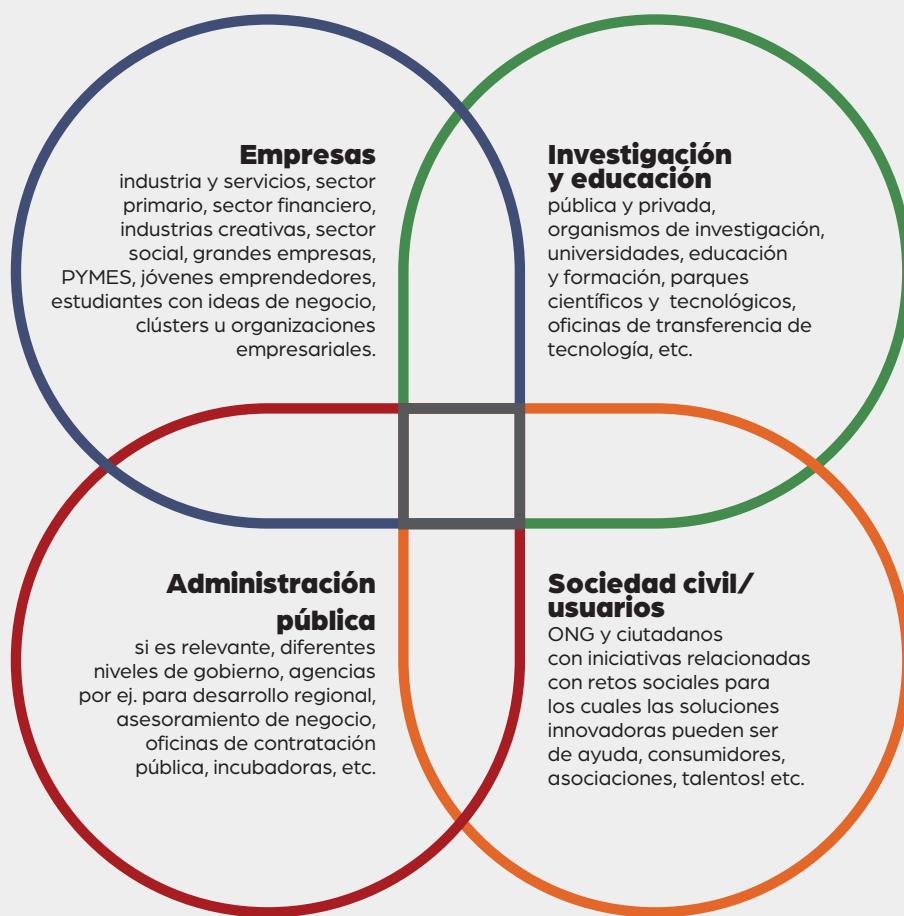 Empresas
industria y servicios, sector
primario, sector financiero,
industrias creativas, sector
social, grandes empresas,
PYMES, jóvenes emprendedores,
estudiantes con ideas de negocio,
clústers u organizaciones
empresariales.
Investigación
y educación
pública y privada,
organismos de investigación,
universidades, educación
y formación, parques
científicos y tecnológicos,
oficinas de transferencia de
tecnología, etc.
Administración
pública
si es relevante, diferentes
niveles de gobierno, agencias
por ej. para desarrollo regional,
asesoramiento de negocio,
oficinas de contratación
pública, incubadoras, etc.
Sociedad civil/
usuarios
ONG y ciutadanos
con iniciativas relacionadas
con retos sociales para
los cuales las soluciones
innovadoras pueden ser
de ayuda, consumidores,
asociaciones, talentos! etc.